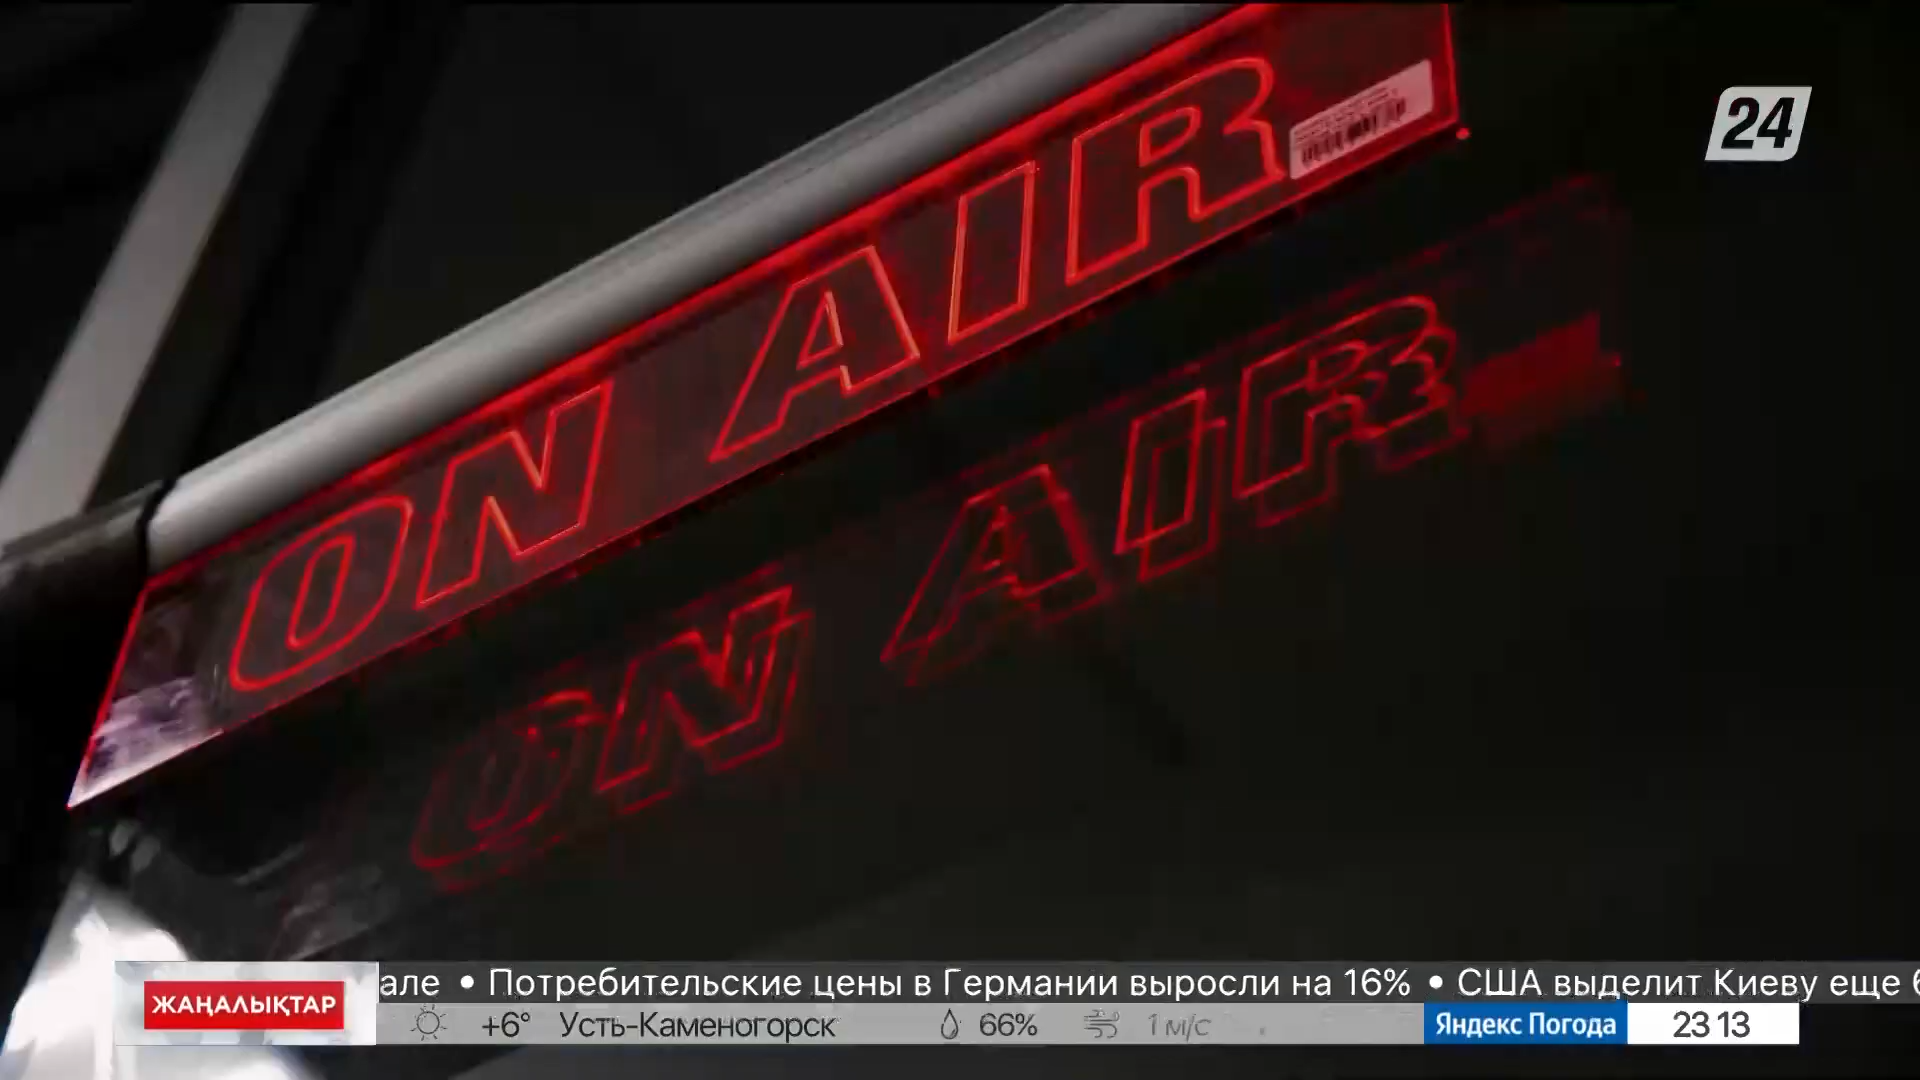 24
ON AIR
ON AIR
але • Потребительские цены в Германии выросли на 16% • США выделит Киеву еще
ЖАҢАЛЫҚТАР
+6° Усть-Каменогорск 66% 1 м/с Яндекс Погода 23 13